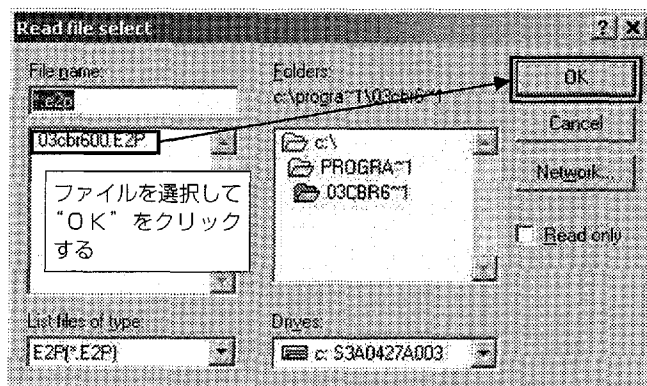 Read file select
File name:
Folders:
OK
*.e2p
c:\progra~1\03cbr6~1
03cbr600.E2P
c:\
Cancel
PROGRA~1
Network...
03CBR6~1
ファイルを選択して
“OK”をクリック
する
Read only
List files of type:
Drives:
E2P(*.E2P)
c: S3A0427A003